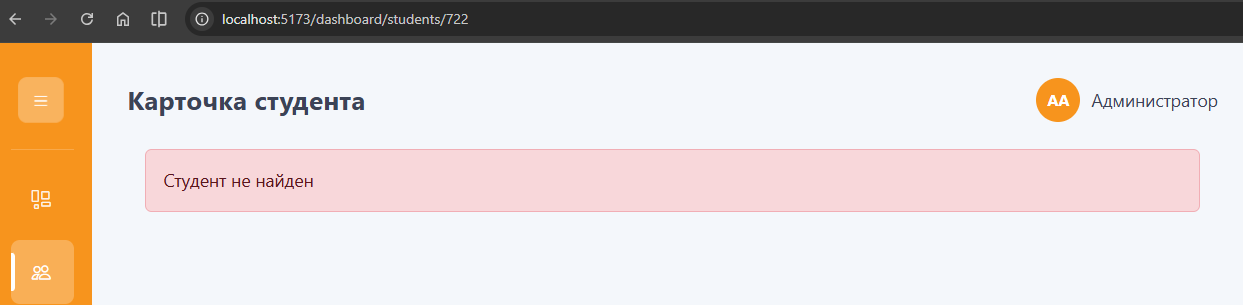 localhost:5173/dashboard/students/722
Карточка студента
АА Администратор
Студент не найден